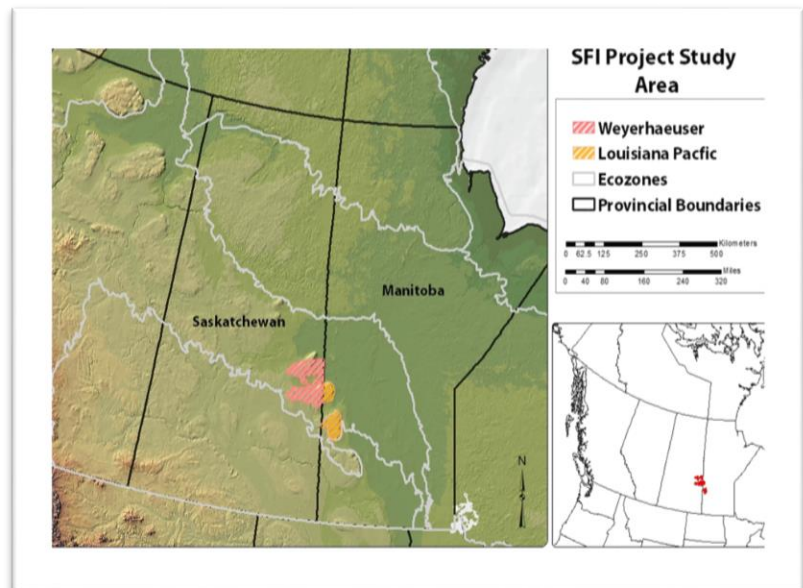 SFI Project Study
Area
Weyerhaeuser
Louisiana Pacfic
Ecozones
Provincial Boundaries
Kilometers
0 62.5 125 250 375 500
Miles
0 40 80 160 240 320
Manitoba
Saskatchewan
N